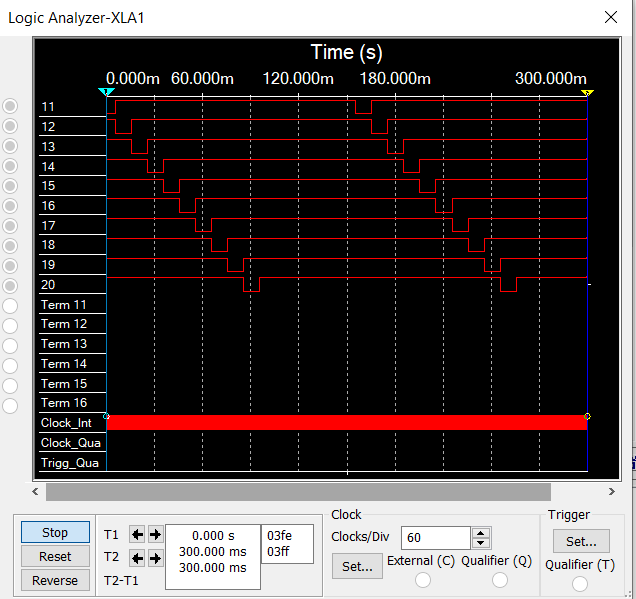 Logic Analyzer-XLA1
Time (s)
0.000m 60.000m 120.000m 180.000m 300.000m
11
12
13
14
15
16
17
18
19
20
Term 11
Term 12
Term 13
Term 14
Term 15
Term 16
Clock_Int
Clock_Qua
Trigg_Qua
Stop
Reset
Reverse
T1
T2
T2-T1
0.000 s
300.000 ms
300.000 ms
03fe
03ff
Clock
Clocks/Div 60
Set...
External (C) Qualifier (Q)
Trigger
Set...
Qualifier (T)